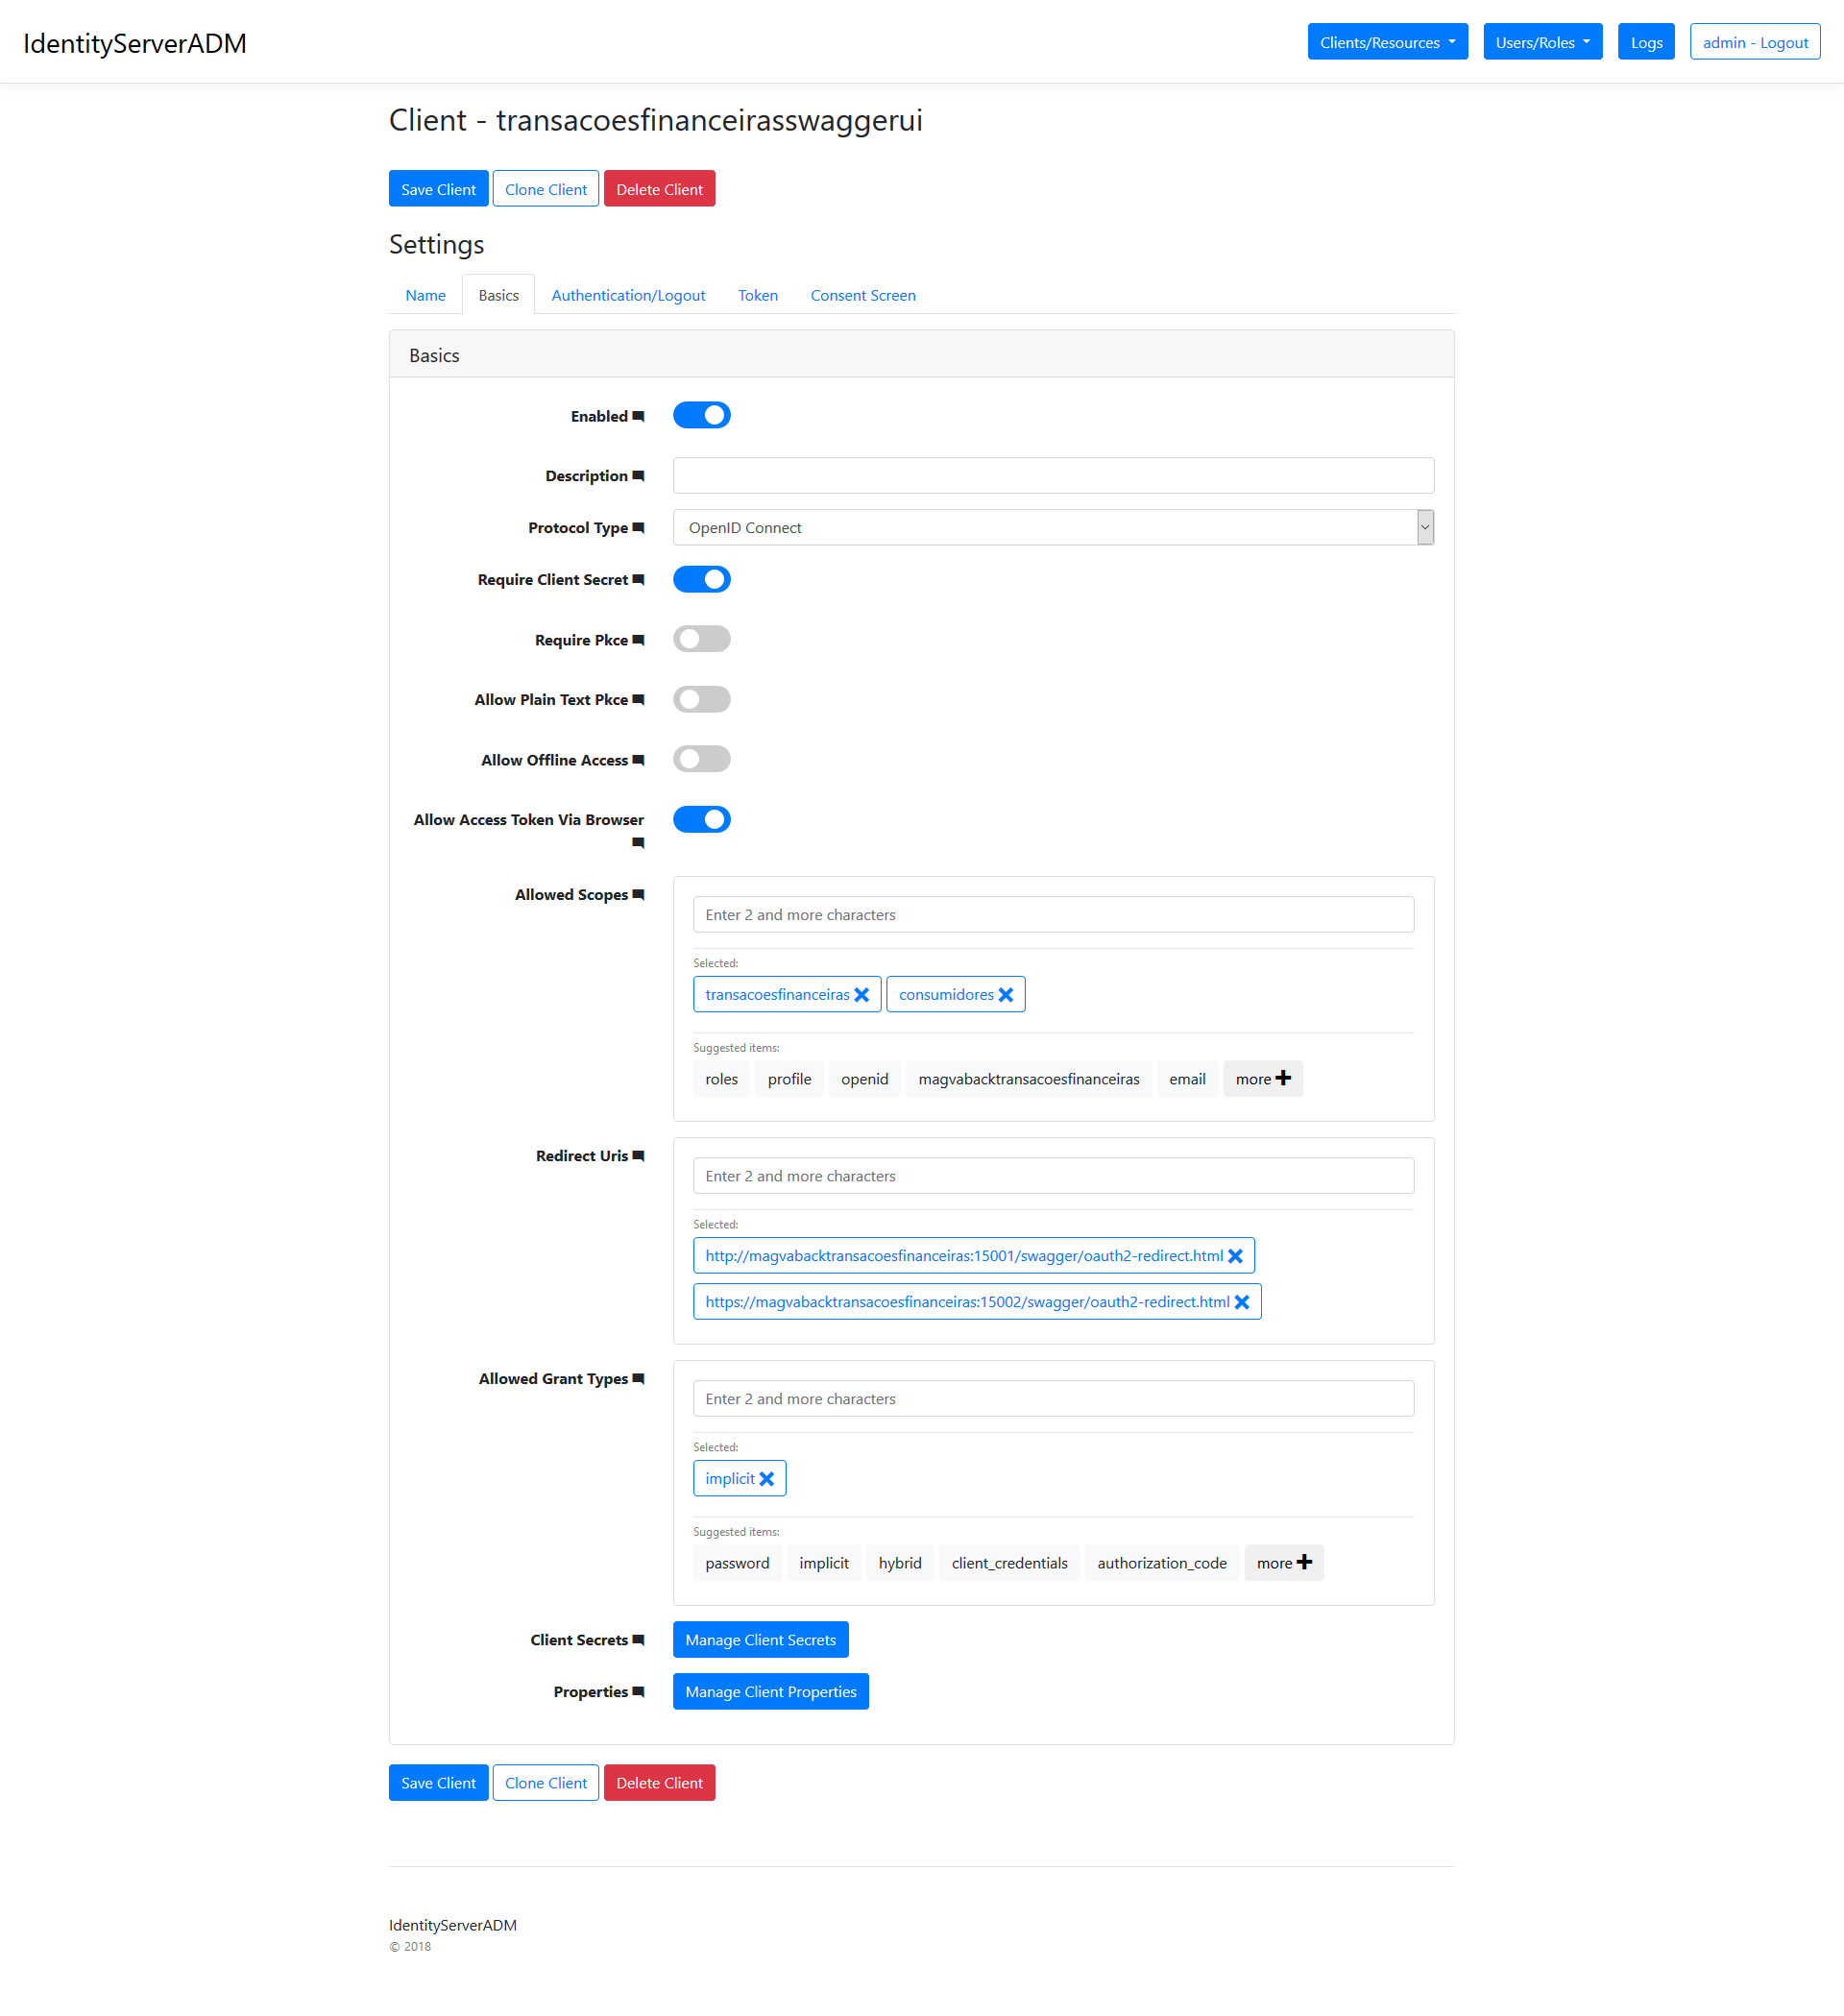 IdentityServerADM
Clients/Resources
Users/Roles
Logs
admin - Logout
Client - transacoesfinanceirasswaggerui
Save Client
Clone Client
Delete Client
Settings
Name
Basics
Authentication/Logout
Token
Consent Screen
Basics
Enabled
Description
Protocol Type
OpenID Connect
Require Client Secret
Require Pkce
Allow Plain Text Pkce
Allow Offline Access
Allow Access Token Via Browser
Allowed Scopes
Enter 2 and more characters
Selected:
transacoesfinanceiras
consumidores
Suggested items:
roles
profile
openid
magvabacktransacoesfinanceiras
email
more
Redirect Uris
Enter 2 and more characters
Selected:
http://magvabacktransacoesfinanceiras:15001/swagger/oauth2-redirect.html
https://magvabacktransacoesfinanceiras:15002/swagger/oauth2-redirect.html
Allowed Grant Types
Enter 2 and more characters
Selected:
implicit
Suggested items:
password
implicit
hybrid
client_credentials
authorization_code
more
Client Secrets
Manage Client Secrets
Properties
Manage Client Properties
Save Client
Clone Client
Delete Client
IdentityServerADM
© 2018